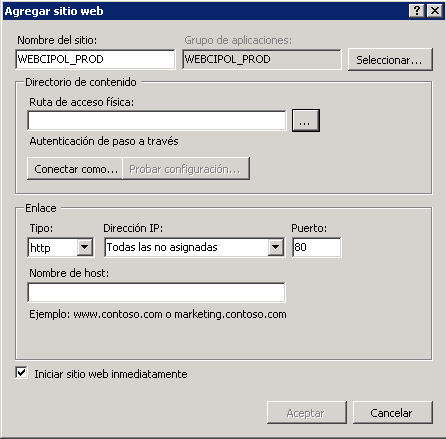 Agregar sitio web
Nombre del sitio: Grupo de aplicaciones:
WEBCIPOL_PROD WEBCIPOL_PROD Seleccionar...
Directorio de contenido
Ruta de acceso física:
...
Autenticación de paso a través
Conectar como... Probar configuración...
Enlace
Tipo: Dirección IP: Puerto:
http Todas las no asignadas 80
Nombre de host:
Ejemplo: www.contoso.com o marketing.contoso.com
Iniciar sitio web inmediatamente
Aceptar Cancelar